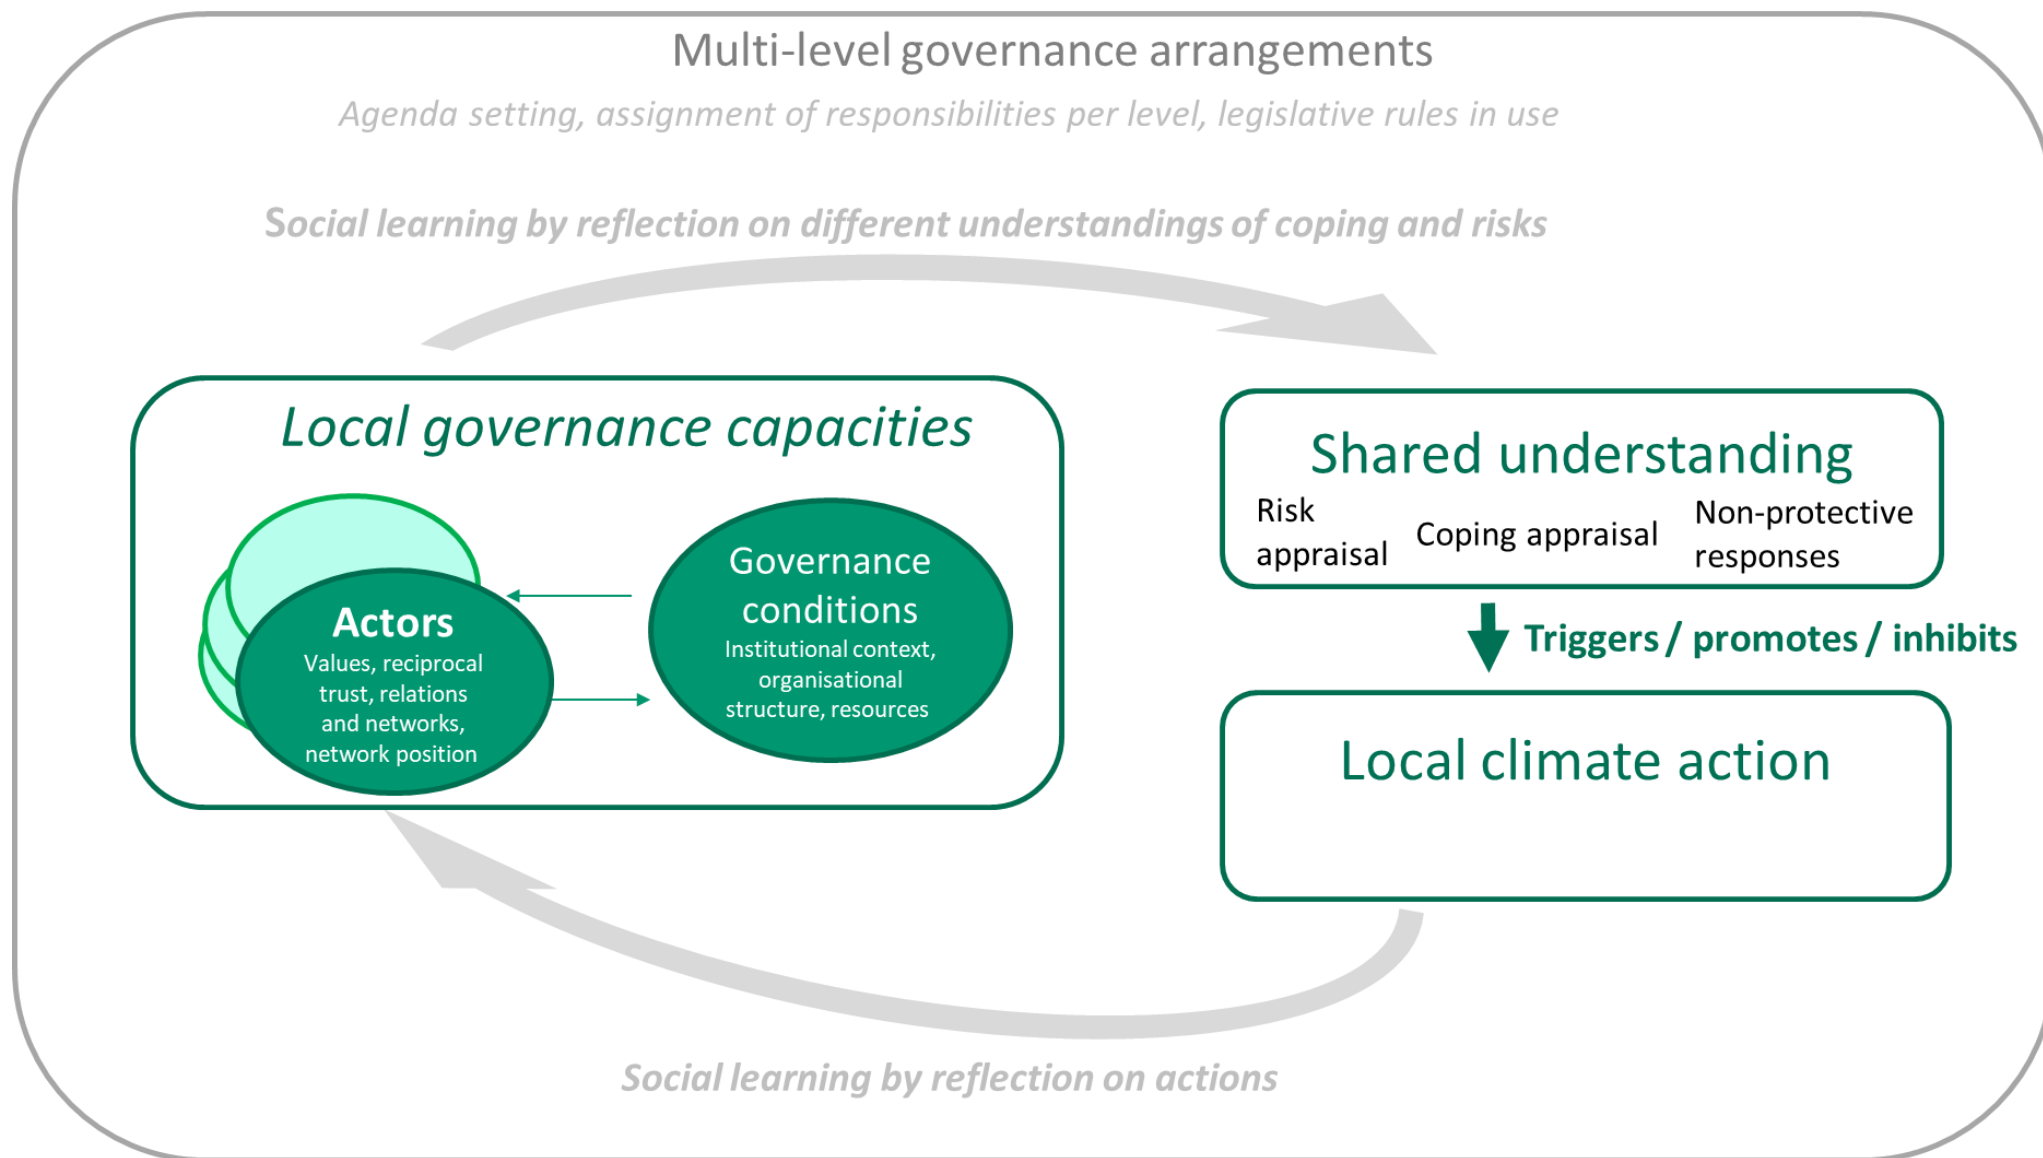 Multi-level governance arrangements
Agenda setting, assignment of responsibilities per level, legislative rules in use
Social learning by reflection on different understandings of coping and risks
Local governance capacities
Actors
Values, reciprocal
trust, relations
and networks,
network position
Governance
conditions
Institutional context,
organisational
structure, resources
Shared understanding
Risk
appraisal
Coping appraisal
Non-protective
responses
Triggers / promotes / inhibits
Local climate action
Social learning by reflection on actions